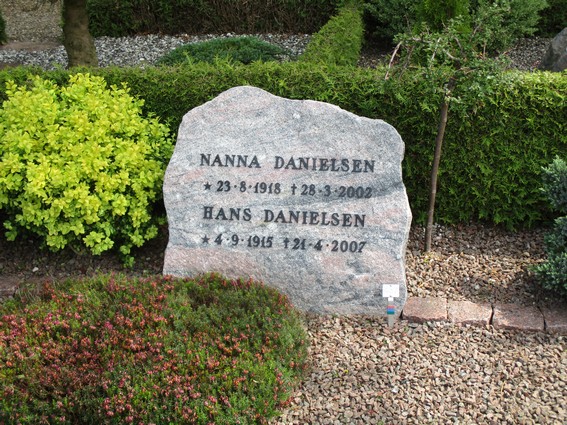 NANNA DANIELSEN
★ 23·8·1918 † 28·3·2002
HANS DANIELSEN
★ 4·9·1915 † 21·4·2007